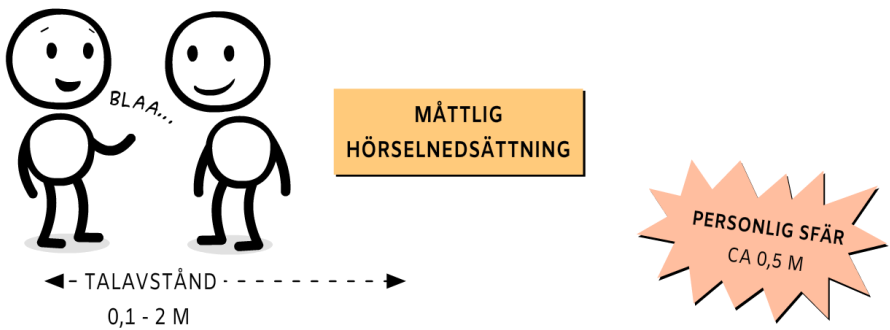 BLAA...
MÅTTLIG
HÖRSELNEDSÄTTNING
PERSONLIG SFÄR
CA 0,5 M
TALAVSTÅND
0,1 - 2 M